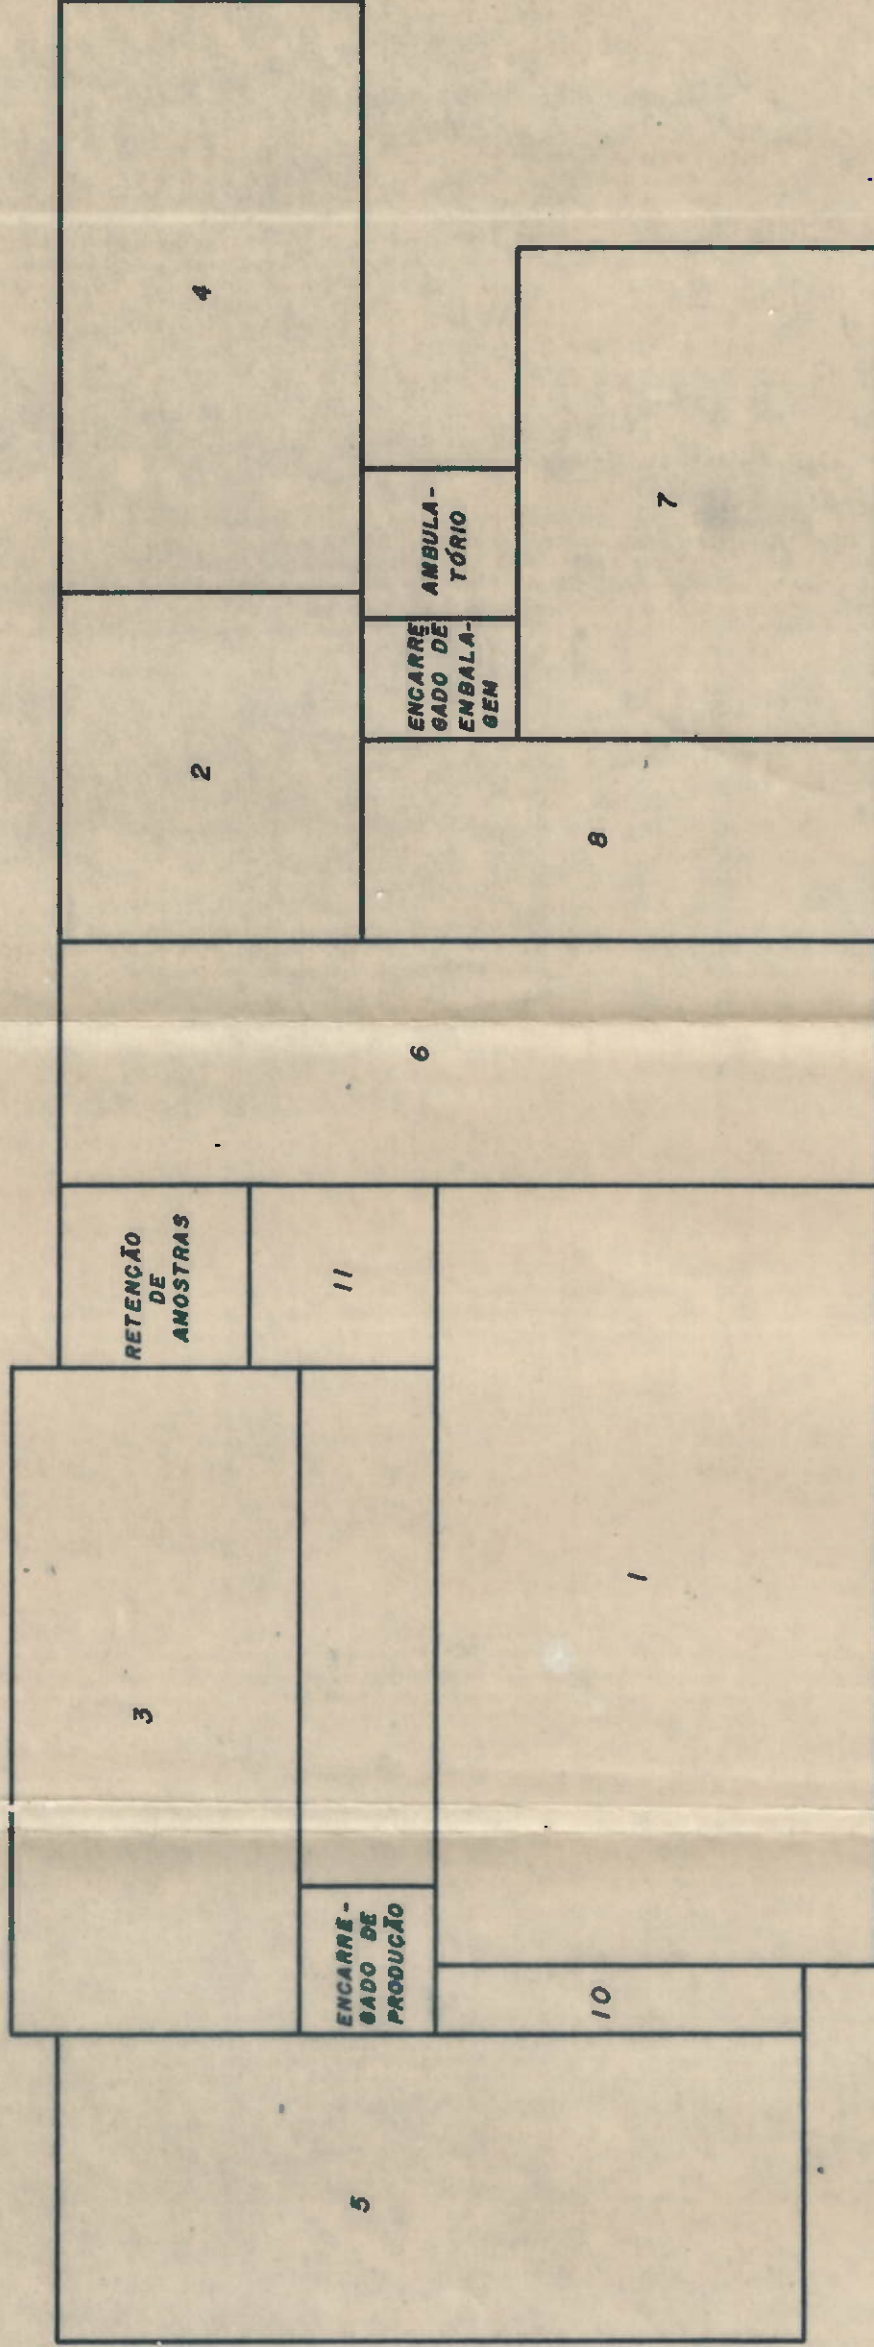 5
3
ENCARRE-
GADO DE
PRODUÇÃO
10
1
RETENÇÃO
DE
AMOSTRAS
11
6
2
8
ENCARRE
GADO DE
EMBALA-
GEM
AMBULA-
TÓRIO
4
7